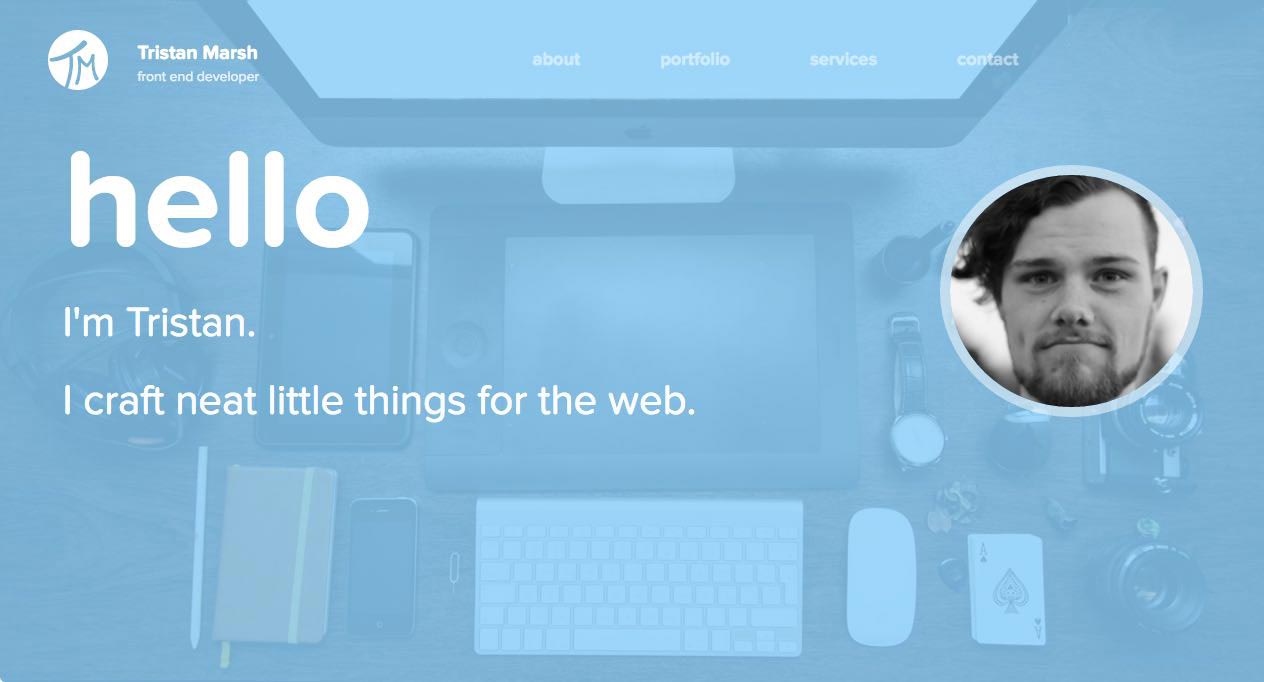 TM
Tristan Marsh
front end developer
about
portfolio
services
contact
hello
I'm Tristan.
I craft neat little things for the web.
A
A